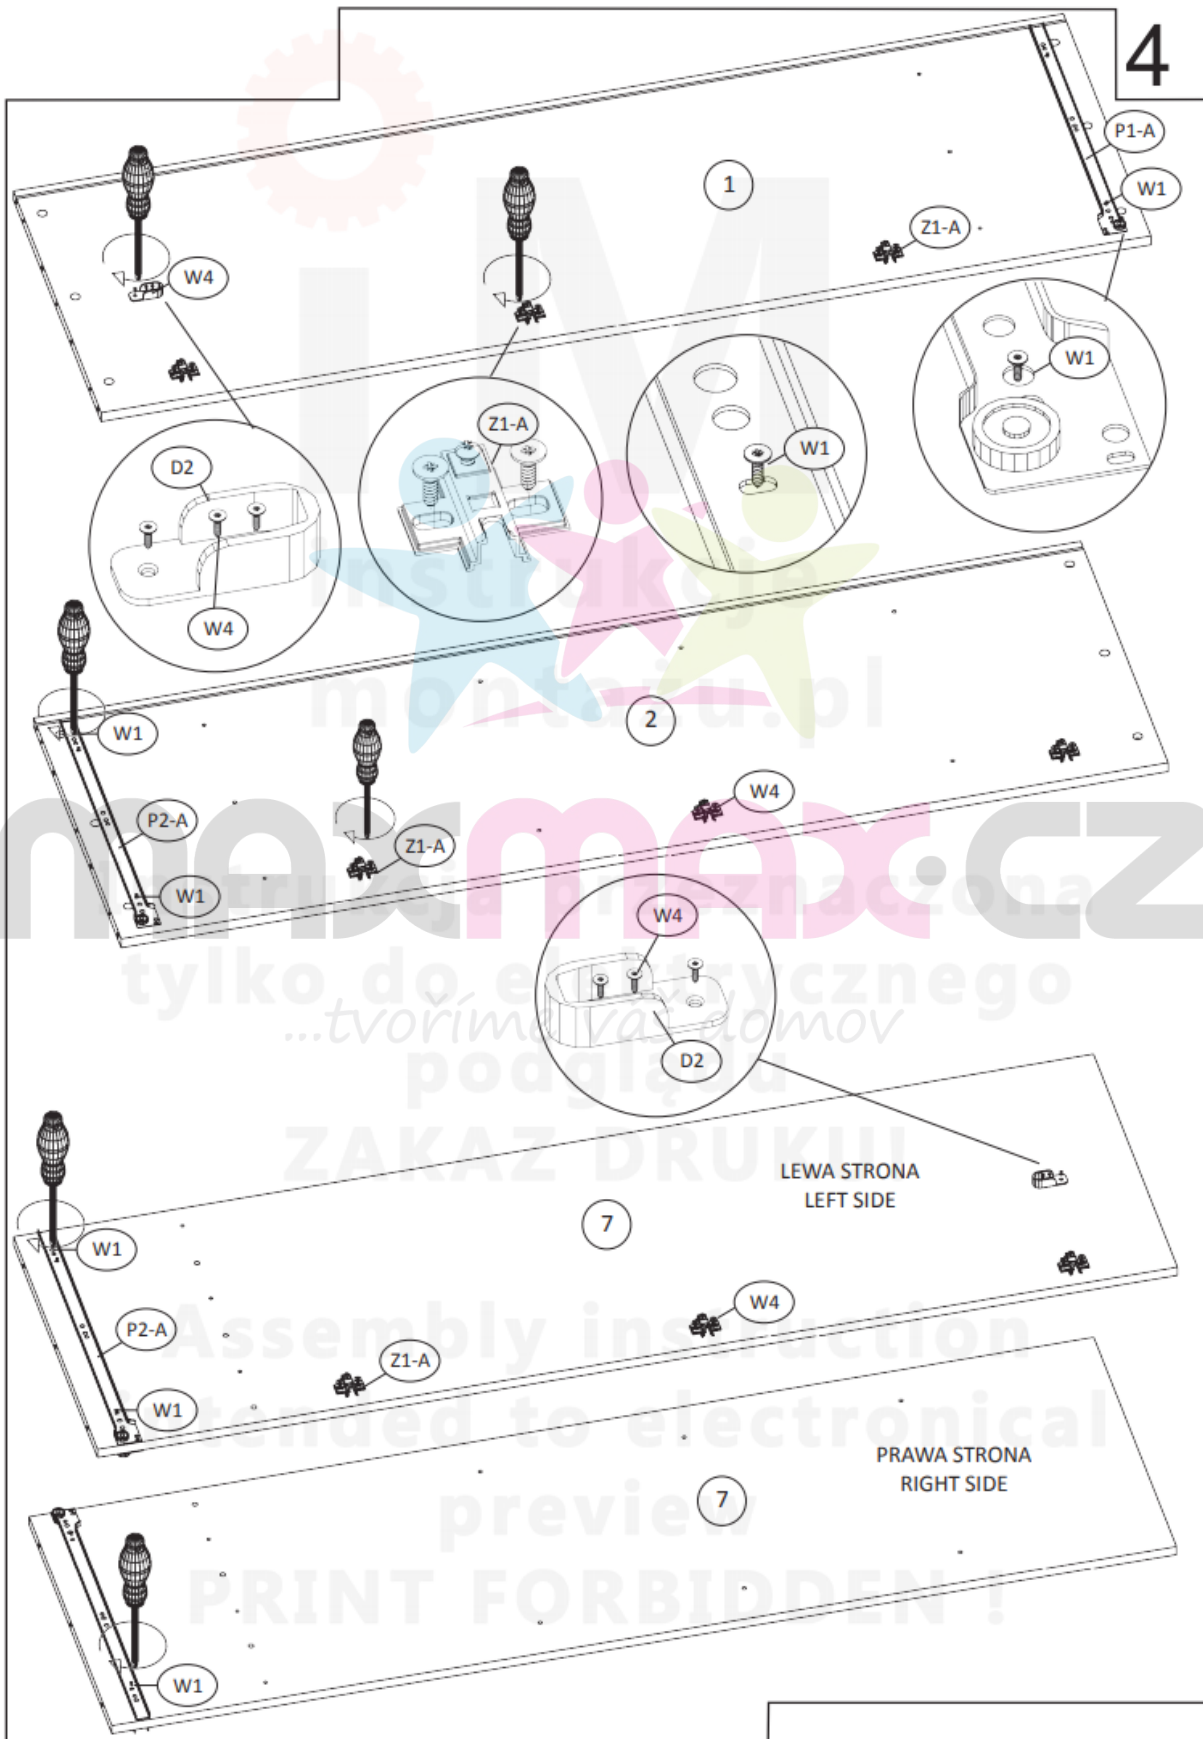 4
P1-A
1
W1
Z1-A
W4
W1
Z1-A
W1
D2
W4
instrukcje
montażu.pl
W1
2
W4
P2-A
Z1-A
W1
maxmax.cz
W4
Instrukcja przeznaczona
tylko do elektrycznego
...tvoříme váš domov
D2
podglądu
ZAKAZ DRUKU!!
LEWA STRONA
LEFT SIDE
7
W1
W4
P2-A
Assembly instruction
Z1-A
W1
intended to electronical
PRAWA STRONA
RIGHT SIDE
7
preview
PRINT FORBIDDEN !
W1